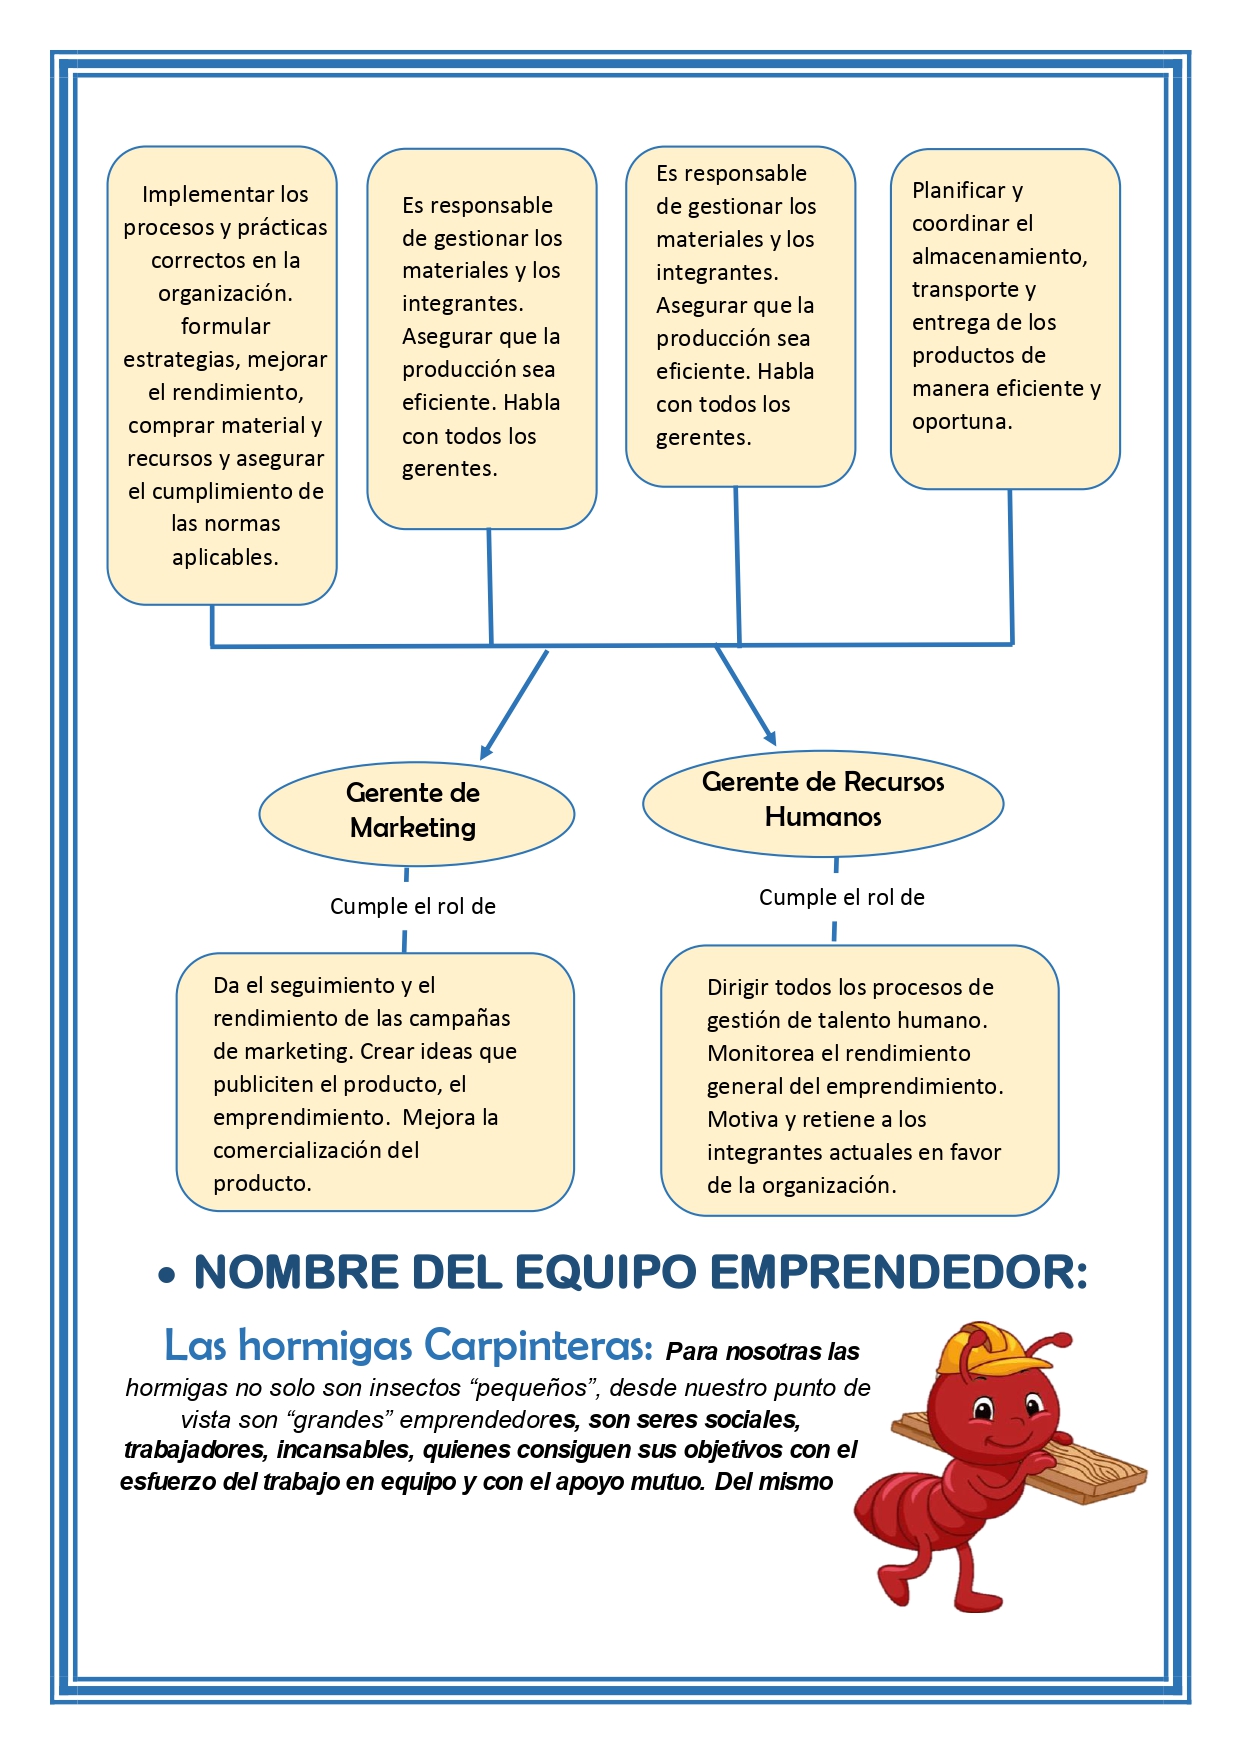 Implementar los
procesos y prácticas
correctos en la
organización.
formular
estrategias, mejorar
el rendimiento,
comprar material y
recursos y asegurar
el cumplimiento de
las normas
aplicables.
Es responsable
de gestionar los
materiales y los
integrantes.
Asegurar que la
producción sea
eficiente. Habla
con todos los
gerentes.
Es responsable
de gestionar los
materiales y los
integrantes.
Asegurar que la
producción sea
eficiente. Habla
con todos los
gerentes.
Planificar y
coordinar el
almacenamiento,
transporte y
entrega de los
productos de
manera eficiente y
oportuna.
Gerente de
Marketing
Gerente de Recursos
Humanos
Cumple el rol de
Cumple el rol de
Da el seguimiento y el
rendimiento de las campañas
de marketing. Crear ideas que
publiciten el producto, el
emprendimiento.  Mejora la
comercialización del
producto.
Dirigir todos los procesos de
gestión de talento humano.
Monitorea el rendimiento
general del emprendimiento.
Motiva y retiene a los
integrantes actuales en favor
de la organización.
• NOMBRE DEL EQUIPO EMPRENDEDOR:
Las hormigas Carpinteras: Para nosotras las
hormigas no solo son insectos “pequeños”, desde nuestro punto de
vista son “grandes” emprendedores, son seres sociales,
trabajadores, incansables, quienes consiguen sus objetivos con el
esfuerzo del trabajo en equipo y con el apoyo mutuo. Del mismo